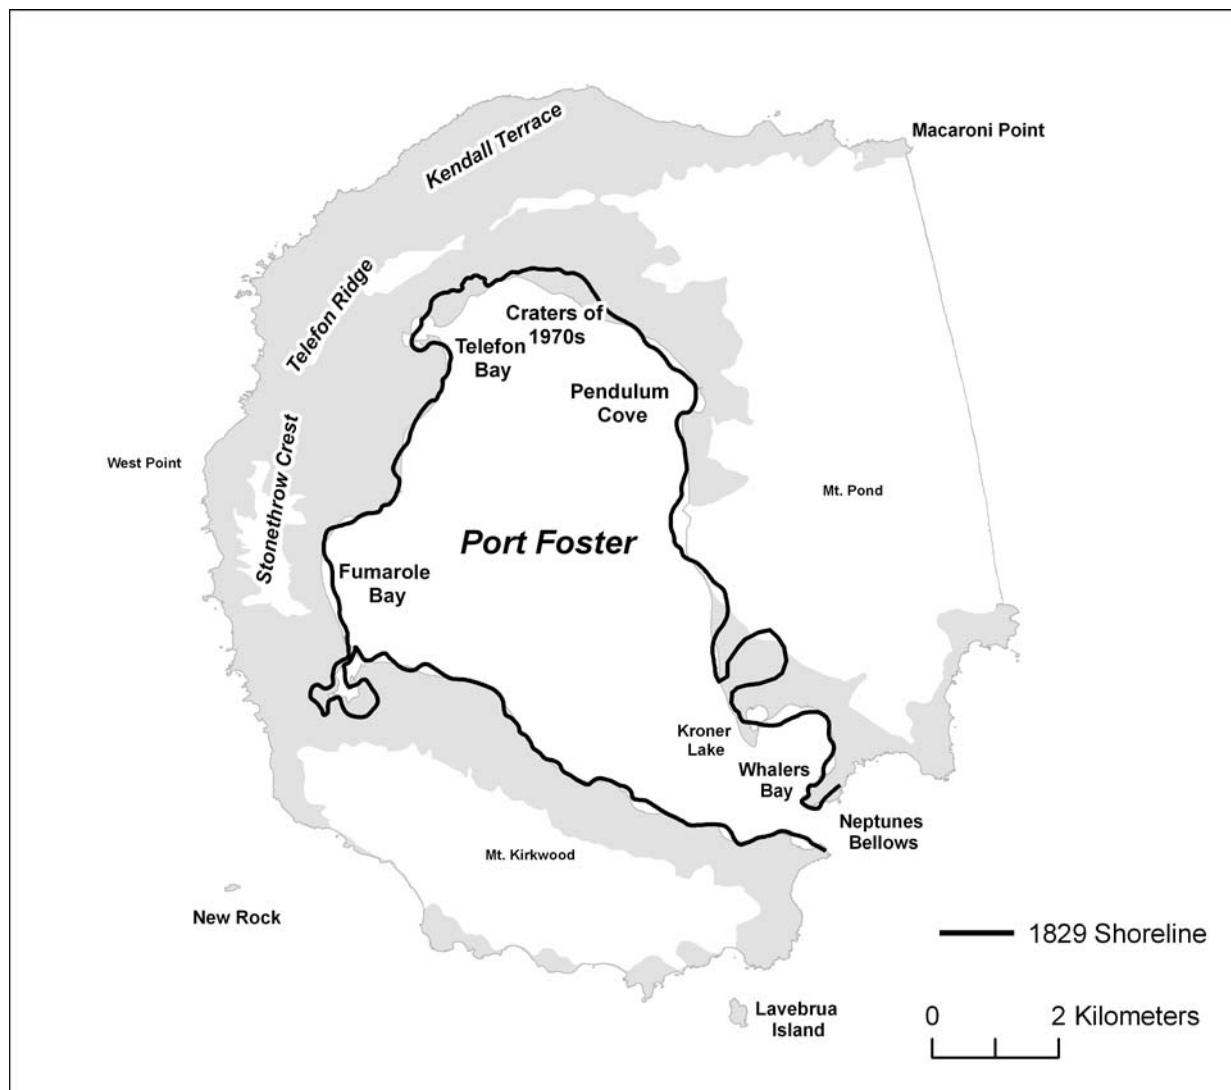 Kendall Terrace
Macaroni Point
Telefon Ridge
Craters of
1970s
Telefon
Bay
Pendulum
Cove
West Point
Stonethrow Crest
Mt. Pond
Port Foster
Fumarole
Bay
Kroner
Lake
Whalers
Bay
Neptunes
Bellows
Mt. Kirkwood
New Rock
1829 Shoreline
Lavebrua
Island
0
2 Kilometers